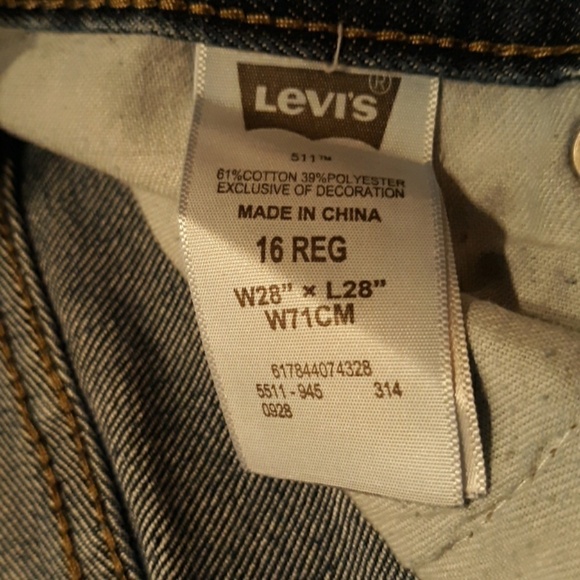 LEVI'S ®
511™
61%COTTON 39%POLYESTER
EXCLUSIVE OF DECORATION
MADE IN CHINA
16 REG
W28" × L28"
W71CM
617844074328
5511-945 314
0928